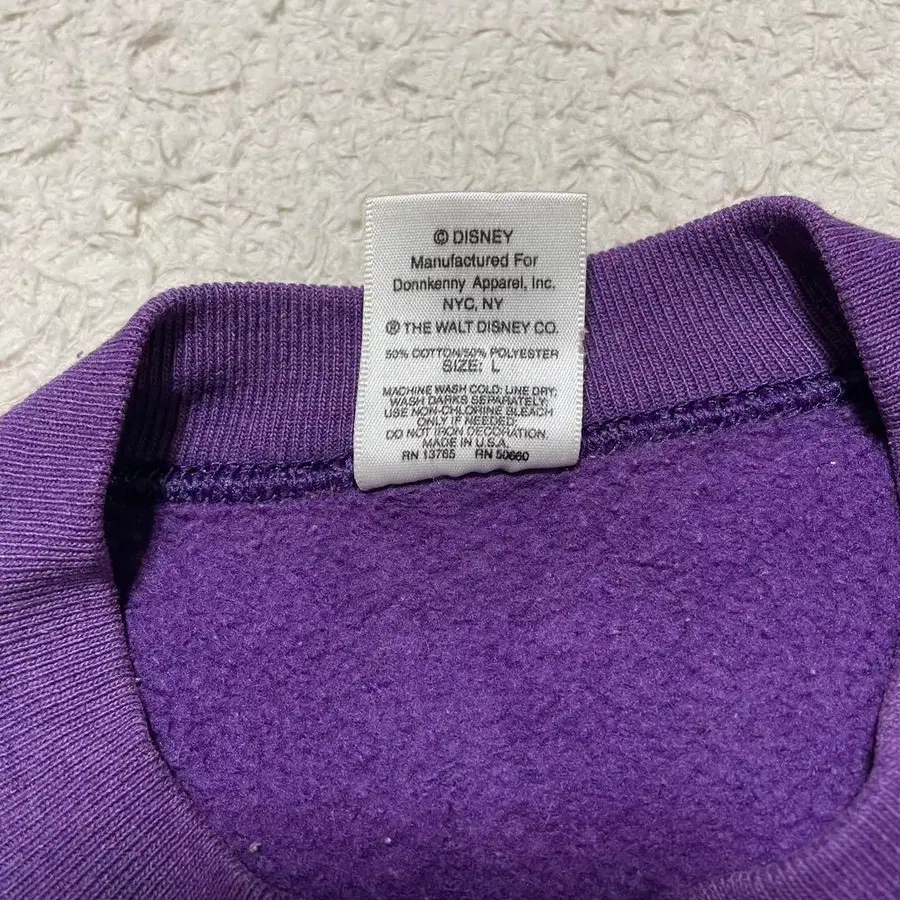 © DISNEY
Manufactured For
Donnkenny Apparel, Inc.
NYC, NY
® THE WALT DISNEY CO.
50% COTTON/50% POLYESTER
SIZE: L
MACHINE WASH COLD: LINE DRY.
WASH DARKS SEPARATELY.
USE NON-CHLORINE BLEACH
ONLY IF NEEDED.
DO NOT IRON DECORATION.
MADE IN U.S.A.
RN 13765 RN 50660